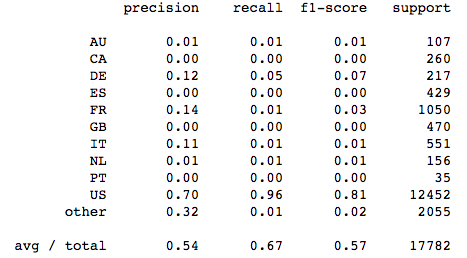 precision recall f1-score support
AU 0.01 0.01 0.01 107
CA 0.00 0.00 0.00 260
DE 0.12 0.05 0.07 217
ES 0.00 0.00 0.00 429
FR 0.14 0.01 0.03 1050
GB 0.00 0.00 0.00 470
IT 0.11 0.01 0.01 551
NL 0.01 0.01 0.01 156
PT 0.00 0.00 0.00 35
US 0.70 0.96 0.81 12452
other 0.32 0.01 0.02 2055
avg / total 0.54 0.67 0.57 17782